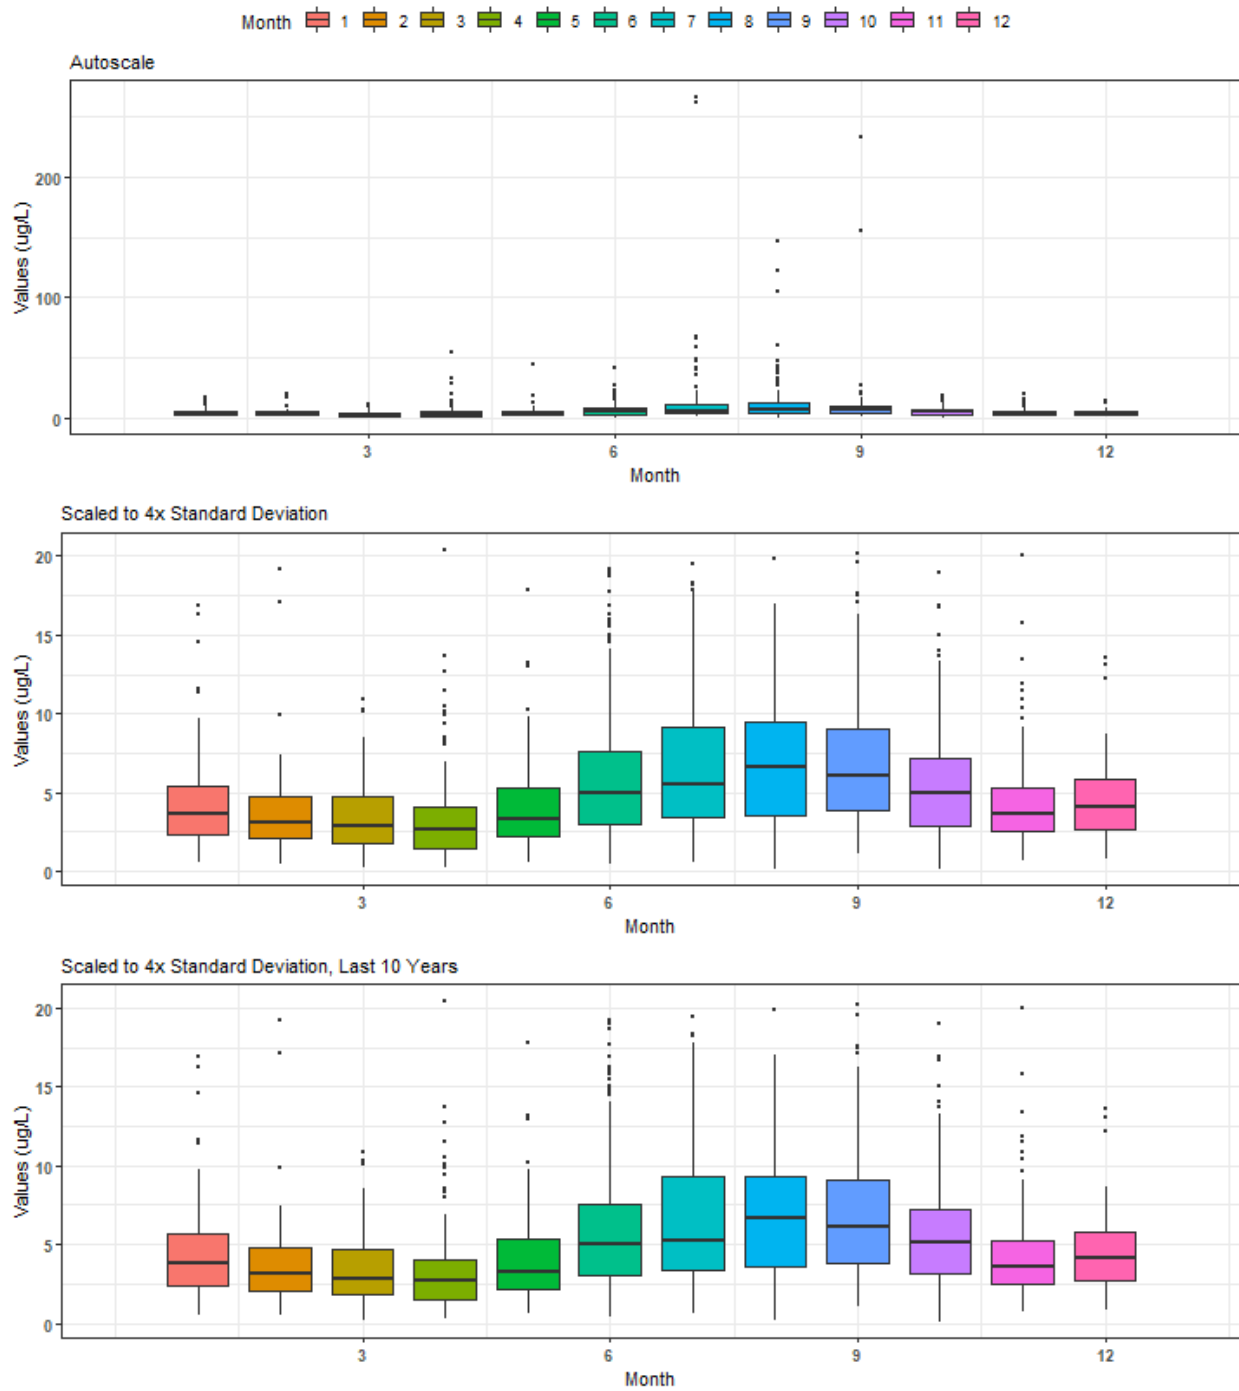 Month 1 2 3 4 5 6 7 8 9 10 11 12
Autoscale
Values (ug/L)
200
100
0
3 6 9 12
Month
Scaled to 4x Standard Deviation
Values (ug/L)
20
15
10
5
0
3 6 9 12
Month
Scaled to 4x Standard Deviation, Last 10 Years
Values (ug/L)
20
15
10
5
0
3 6 9 12
Month